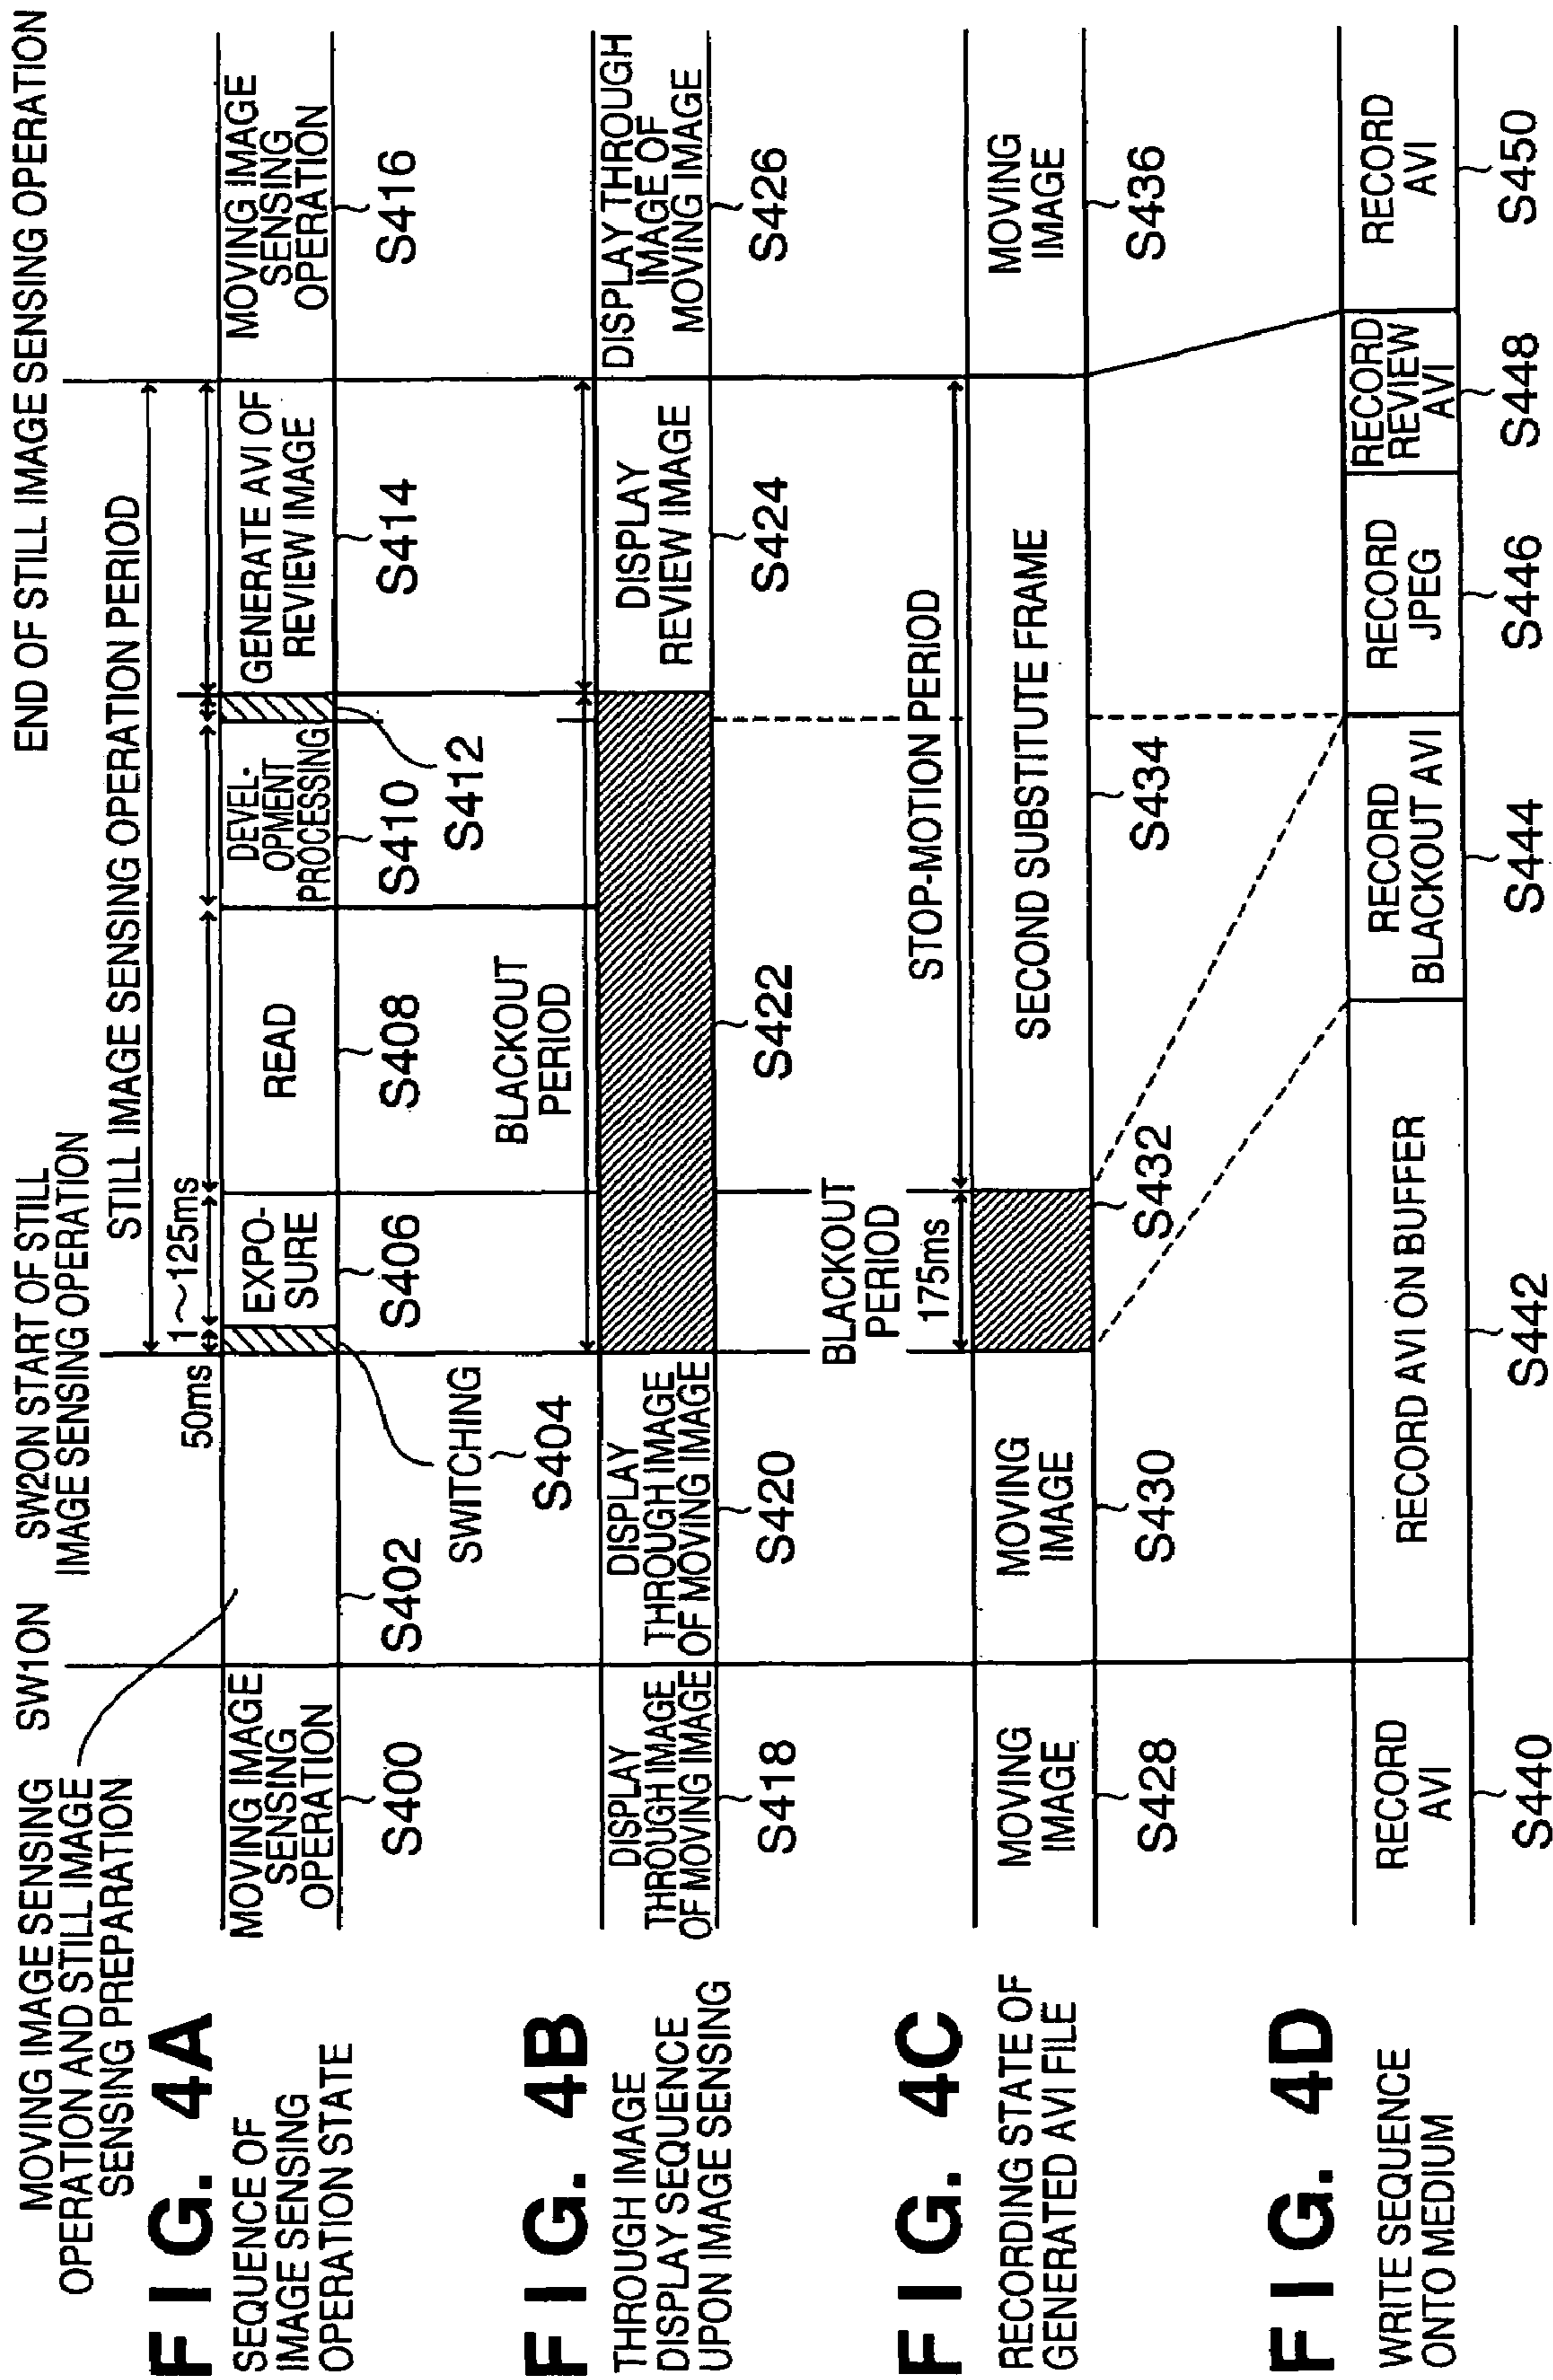 MOVING IMAGE SENSING
OPERATION AND STILL IMAGE
SENSING PREPARATION
SW1ON
SW2ON START OF STILL
IMAGE SENSING OPERATION
END OF STILL IMAGE SENSING OPERATION
STILL IMAGE SENSING OPERATION PERIOD
50ms
1~125ms
FIG. 4A
SEQUENCE OF
IMAGE SENSING
OPERATION STATE
MOVING IMAGE
SENSING
OPERATION
S400
S402
SWITCHING
S404
EXPO-
SURE
S406
READ
S408
DEVEL-
OPMENT
PROCESSING
S410
S412
GENERATE AVI OF
REVIEW IMAGE
S414
MOVING IMAGE
SENSING
OPERATION
S416
FIG. 4B
THROUGH IMAGE
DISPLAY SEQUENCE
UPON IMAGE SENSING
DISPLAY
THROUGH IMAGE
OF MOVING IMAGE
S418
DISPLAY
THROUGH IMAGE
OF MOVING IMAGE
S420
BLACKOUT
PERIOD
S422
DISPLAY
REVIEW IMAGE
S424
DISPLAY THROUGH
IMAGE OF
MOVING IMAGE
S426
FIG. 4C
RECORDING STATE OF
GENERATED AVI FILE
MOVING
IMAGE
S428
MOVING
IMAGE
S430
BLACKOUT
PERIOD
175ms
S432
STOP-MOTION PERIOD
SECOND SUBSTITUTE FRAME
S434
MOVING
IMAGE
S436
FIG. 4D
WRITE SEQUENCE
ONTO MEDIUM
RECORD
AVI
S440
RECORD AVI ON BUFFER
S442
RECORD
BLACKOUT AVI
S444
RECORD
JPEG
S446
RECORD
REVIEW
AVI
S448
RECORD
AVI
S450